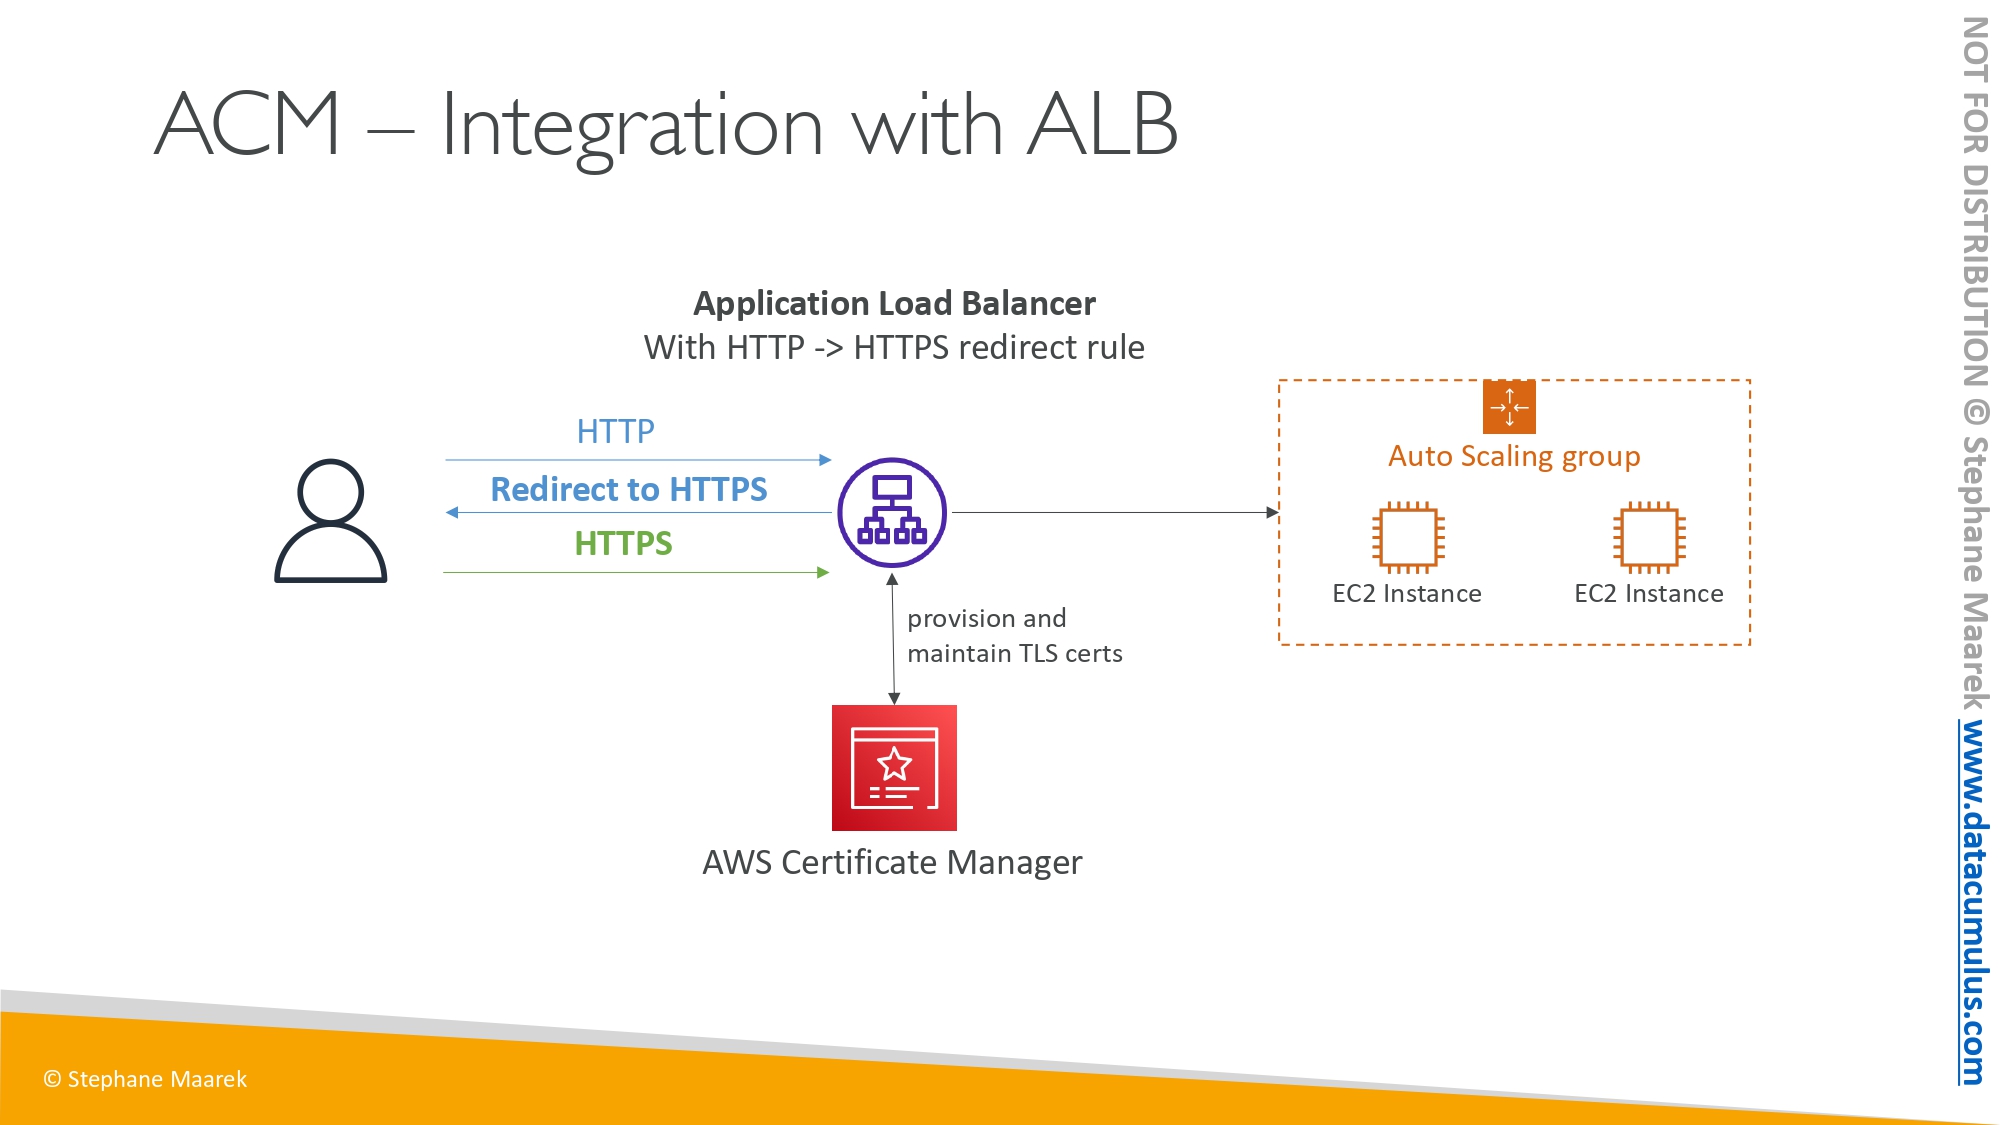 ACM – Integration with ALB
Application Load Balancer
With HTTP -> HTTPS redirect rule
HTTP
Redirect to HTTPS
HTTPS
provision and
maintain TLS certs
AWS Certificate Manager
Auto Scaling group
EC2 Instance
EC2 Instance
© Stephane Maarek
NOT FOR DISTRIBUTION © Stephane Maarek www.datacumulus.com